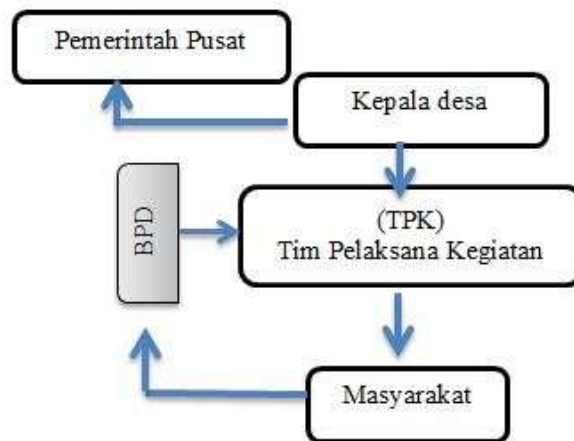 Pemerintah Pusat
Kepala desa
BPD
(TPK)
Tim Pelaksana Kegiatan
Masyarakat